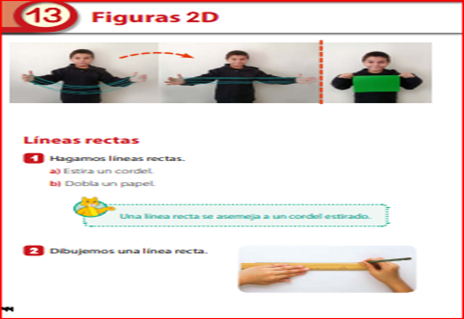 13 Figuras 2D
Líneas rectas
1 Hagamos líneas rectas.
a) Estira un cordel.
b) Dobla un papel.
Una línea recta se asemeja a un cordel estirado.
2 Dibujemos una línea recta.